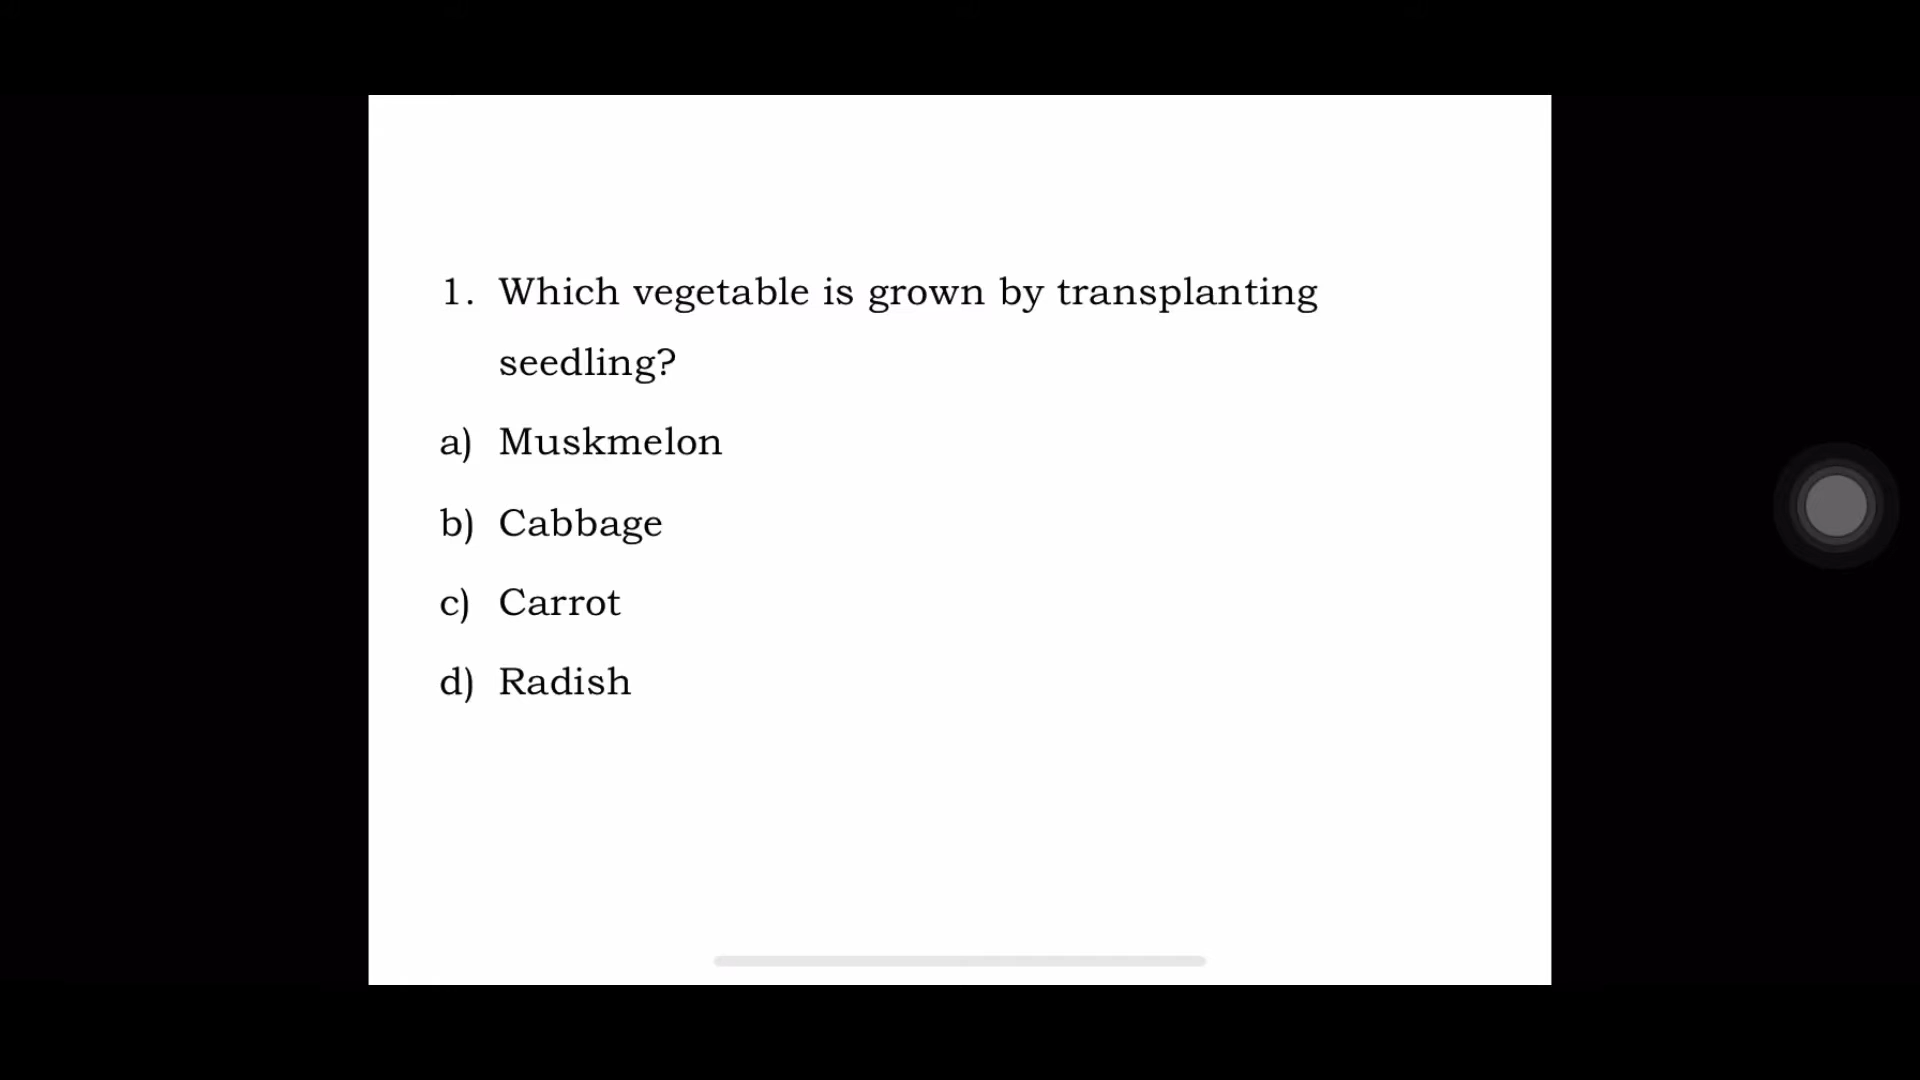 1. Which vegetable is grown by transplanting
seedling?
a) Muskmelon
b) Cabbage
c) Carrot
d) Radish